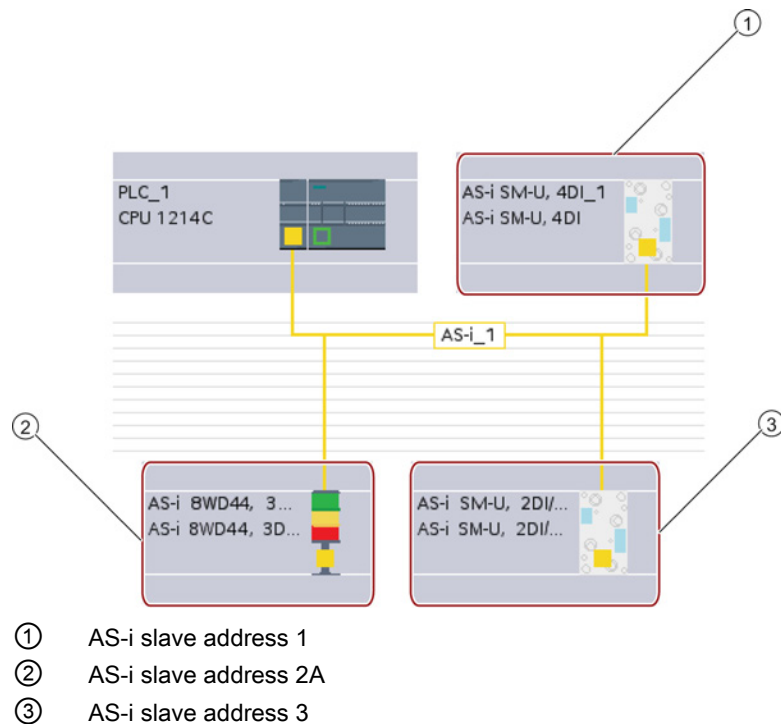 ①
PLC_1
CPU 1214C
AS-i SM-U, 4DI_1
AS-i SM-U, 4DI
AS-i_1
②
③
AS-i 8WD44, 3...
AS-i 8WD44, 3D...
AS-i SM-U, 2DI/...
AS-i SM-U, 2DI/...
① AS-i slave address 1
② AS-i slave address 2A
③ AS-i slave address 3